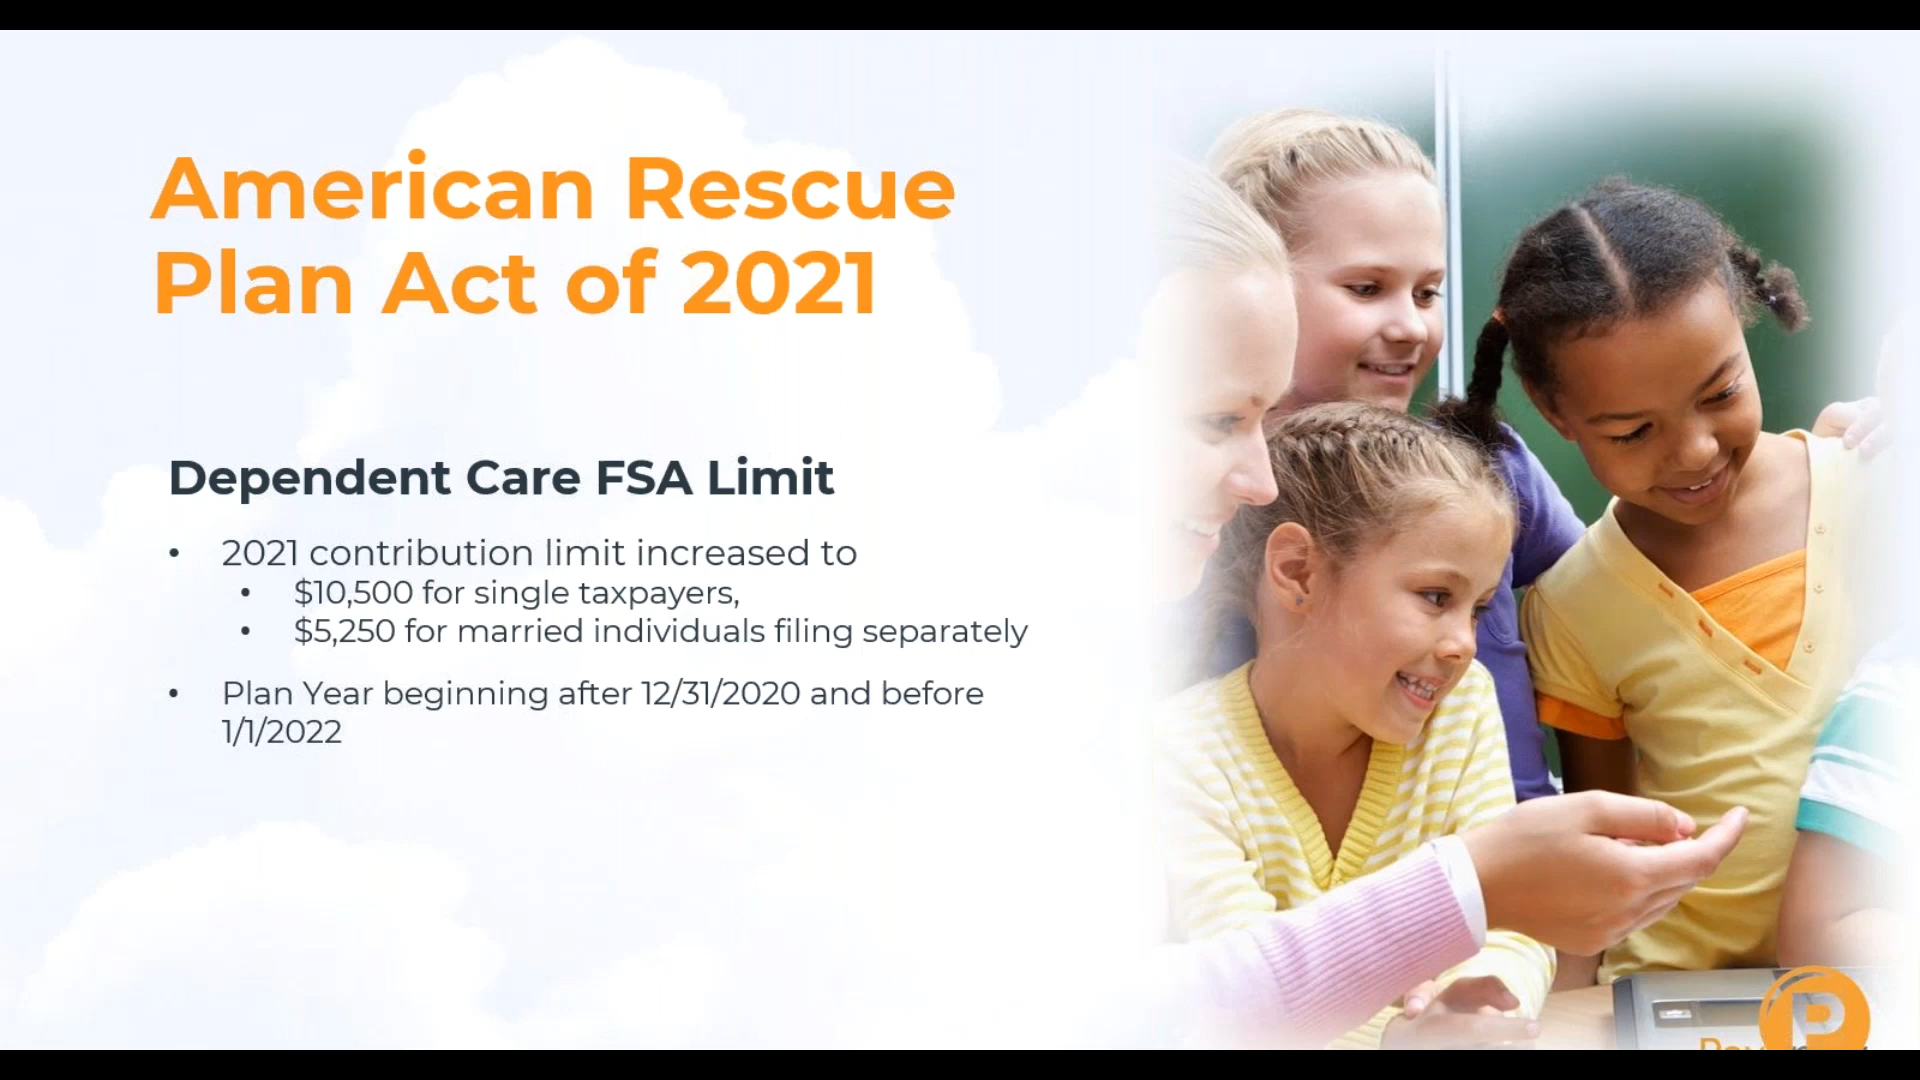 American Rescue
Plan Act of 2021
Dependent Care FSA Limit
• 2021 contribution limit increased to
• $10,500 for single taxpayers,
• $5,250 for married individuals filing separately
• Plan Year beginning after 12/31/2020 and before
1/1/2022
P